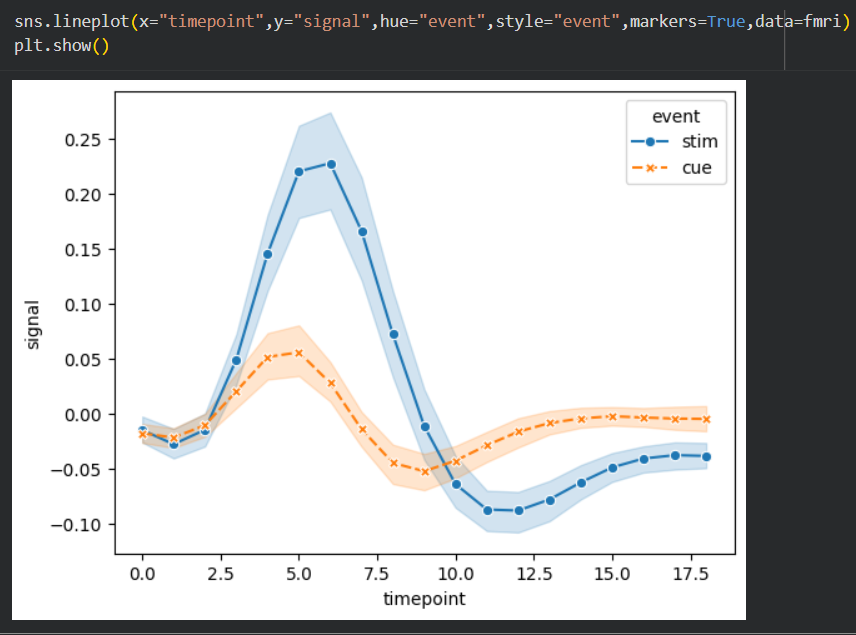 sns.lineplot(x="timepoint",y="signal",hue="event",style="event",markers=True,data=fmri)
plt.show()
event
stim
cue
0.25
0.20
0.15
0.10
0.05
0.00
−0.05
−0.10
signal
0.0 2.5 5.0 7.5 10.0 12.5 15.0 17.5
timepoint